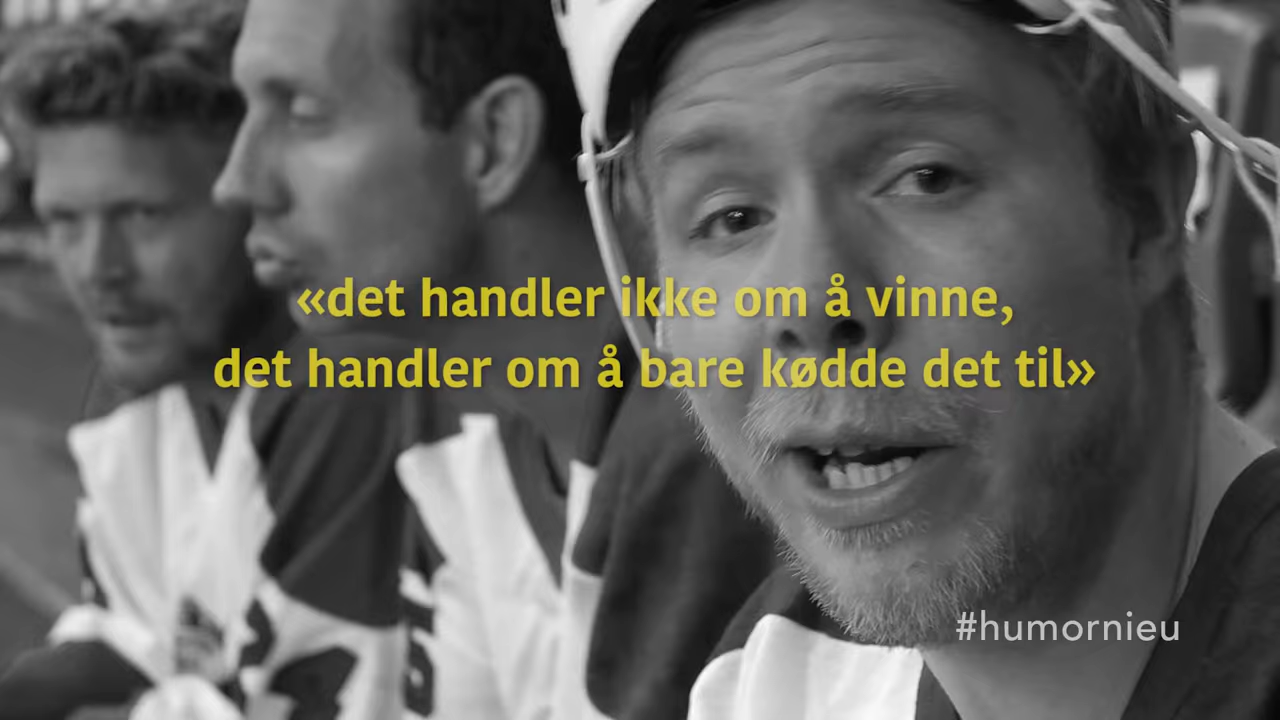 «det handler ikke om å vinne,
det handler om å bare kødde det til»
#humornieu